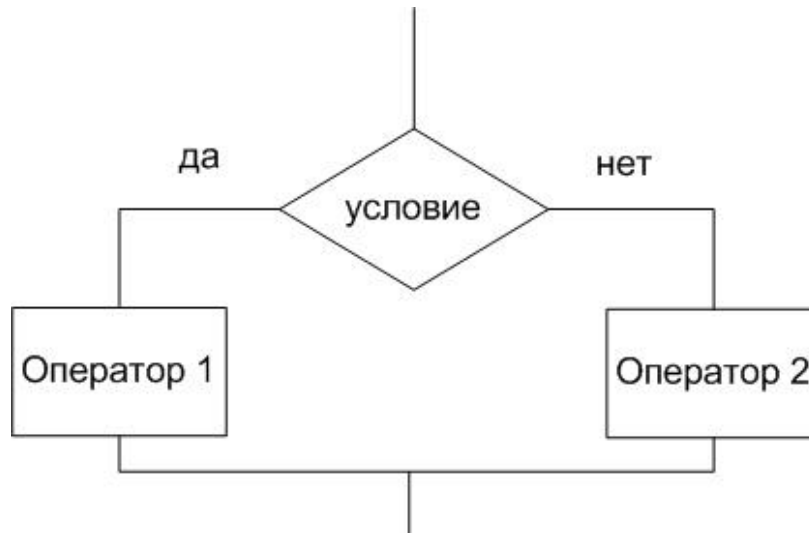 да
нет
условие
Оператор 1
Оператор 2